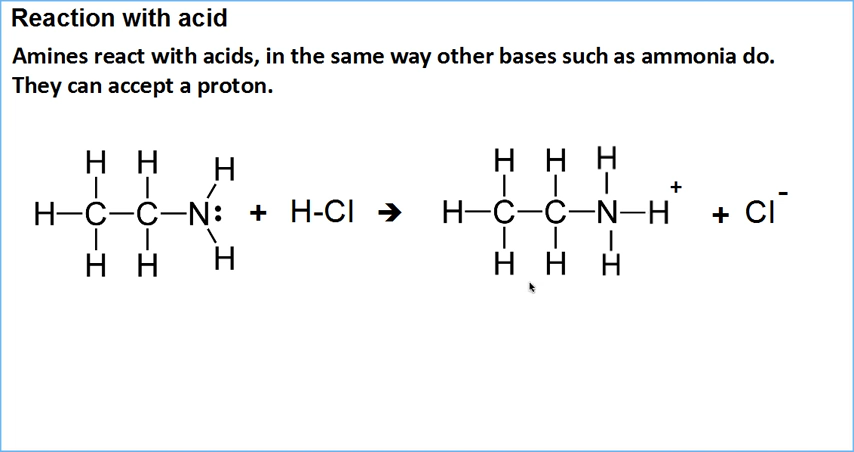 Reaction with acid
Amines react with acids, in the same way other bases such as ammonia do.
They can accept a proton.
H H H H H H
H–C–C–N: + H-Cl ➔ H–C–C–N–H⁺ + Cl⁻
H H H H H H